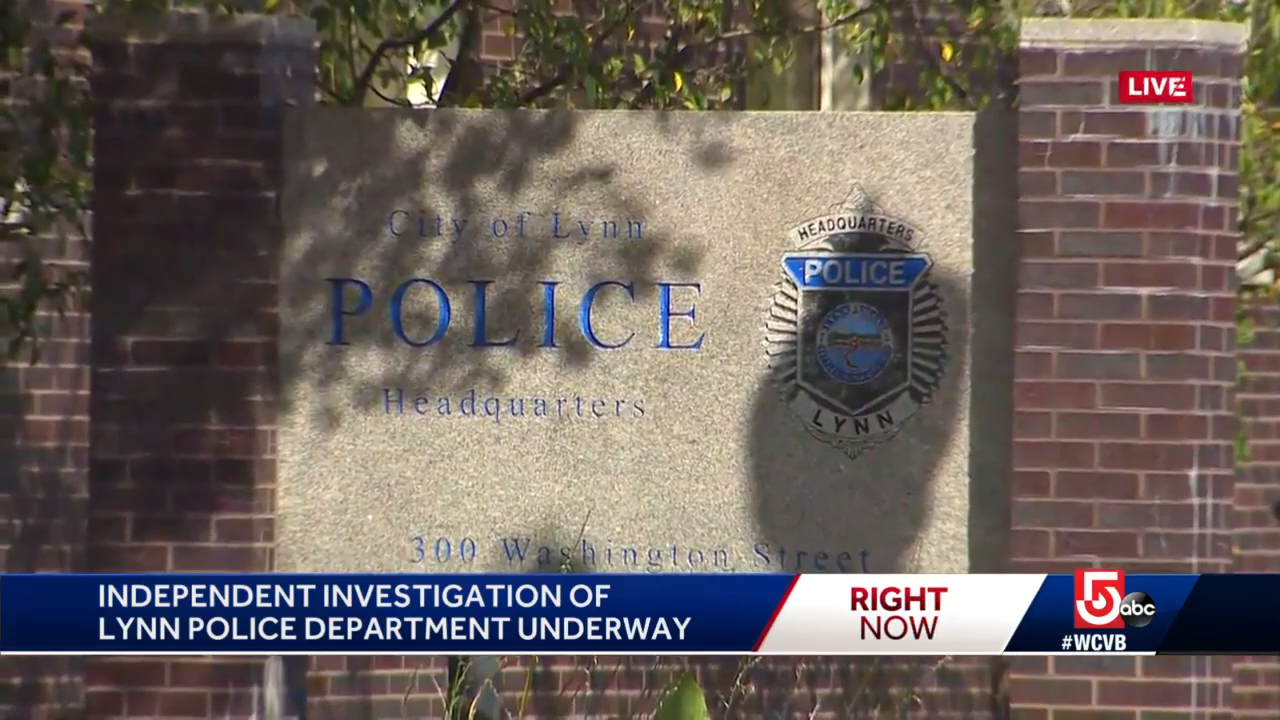 LIVE
City of Lynn
POLICE
Headquarters
300 Washington Street
HEADQUARTERS
POLICE
LYNN
INDEPENDENT INVESTIGATION OF
LYNN POLICE DEPARTMENT UNDERWAY
RIGHT
NOW
5 abc
#WCVB